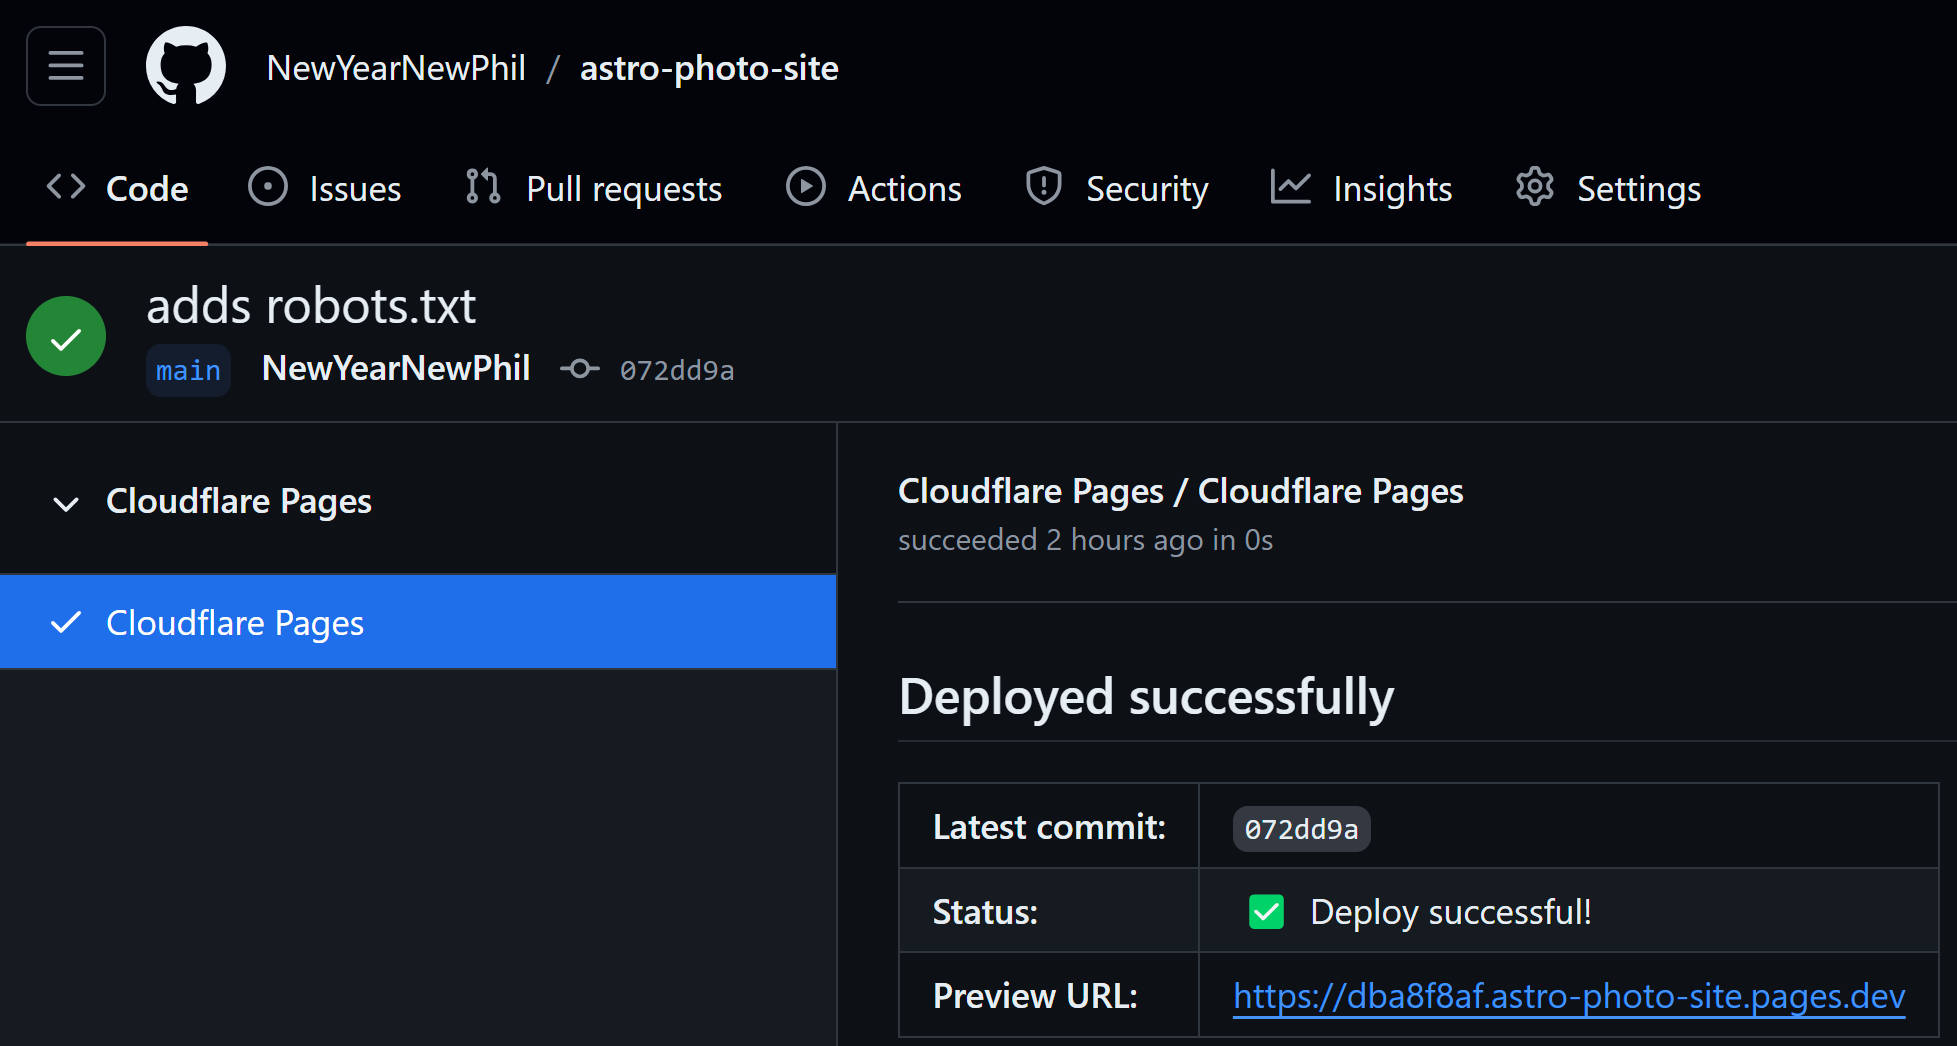 NewYearNewPhil / astro-photo-site
Code Issues Pull requests Actions Security Insights Settings
adds robots.txt
main NewYearNewPhil 072dd9a
Cloudflare Pages
Cloudflare Pages
Cloudflare Pages / Cloudflare Pages
succeeded 2 hours ago in 0s
Deployed successfully
Latest commit: 072dd9a
Status: ✅ Deploy successful!
Preview URL: https://dba8f8af.astro-photo-site.pages.dev